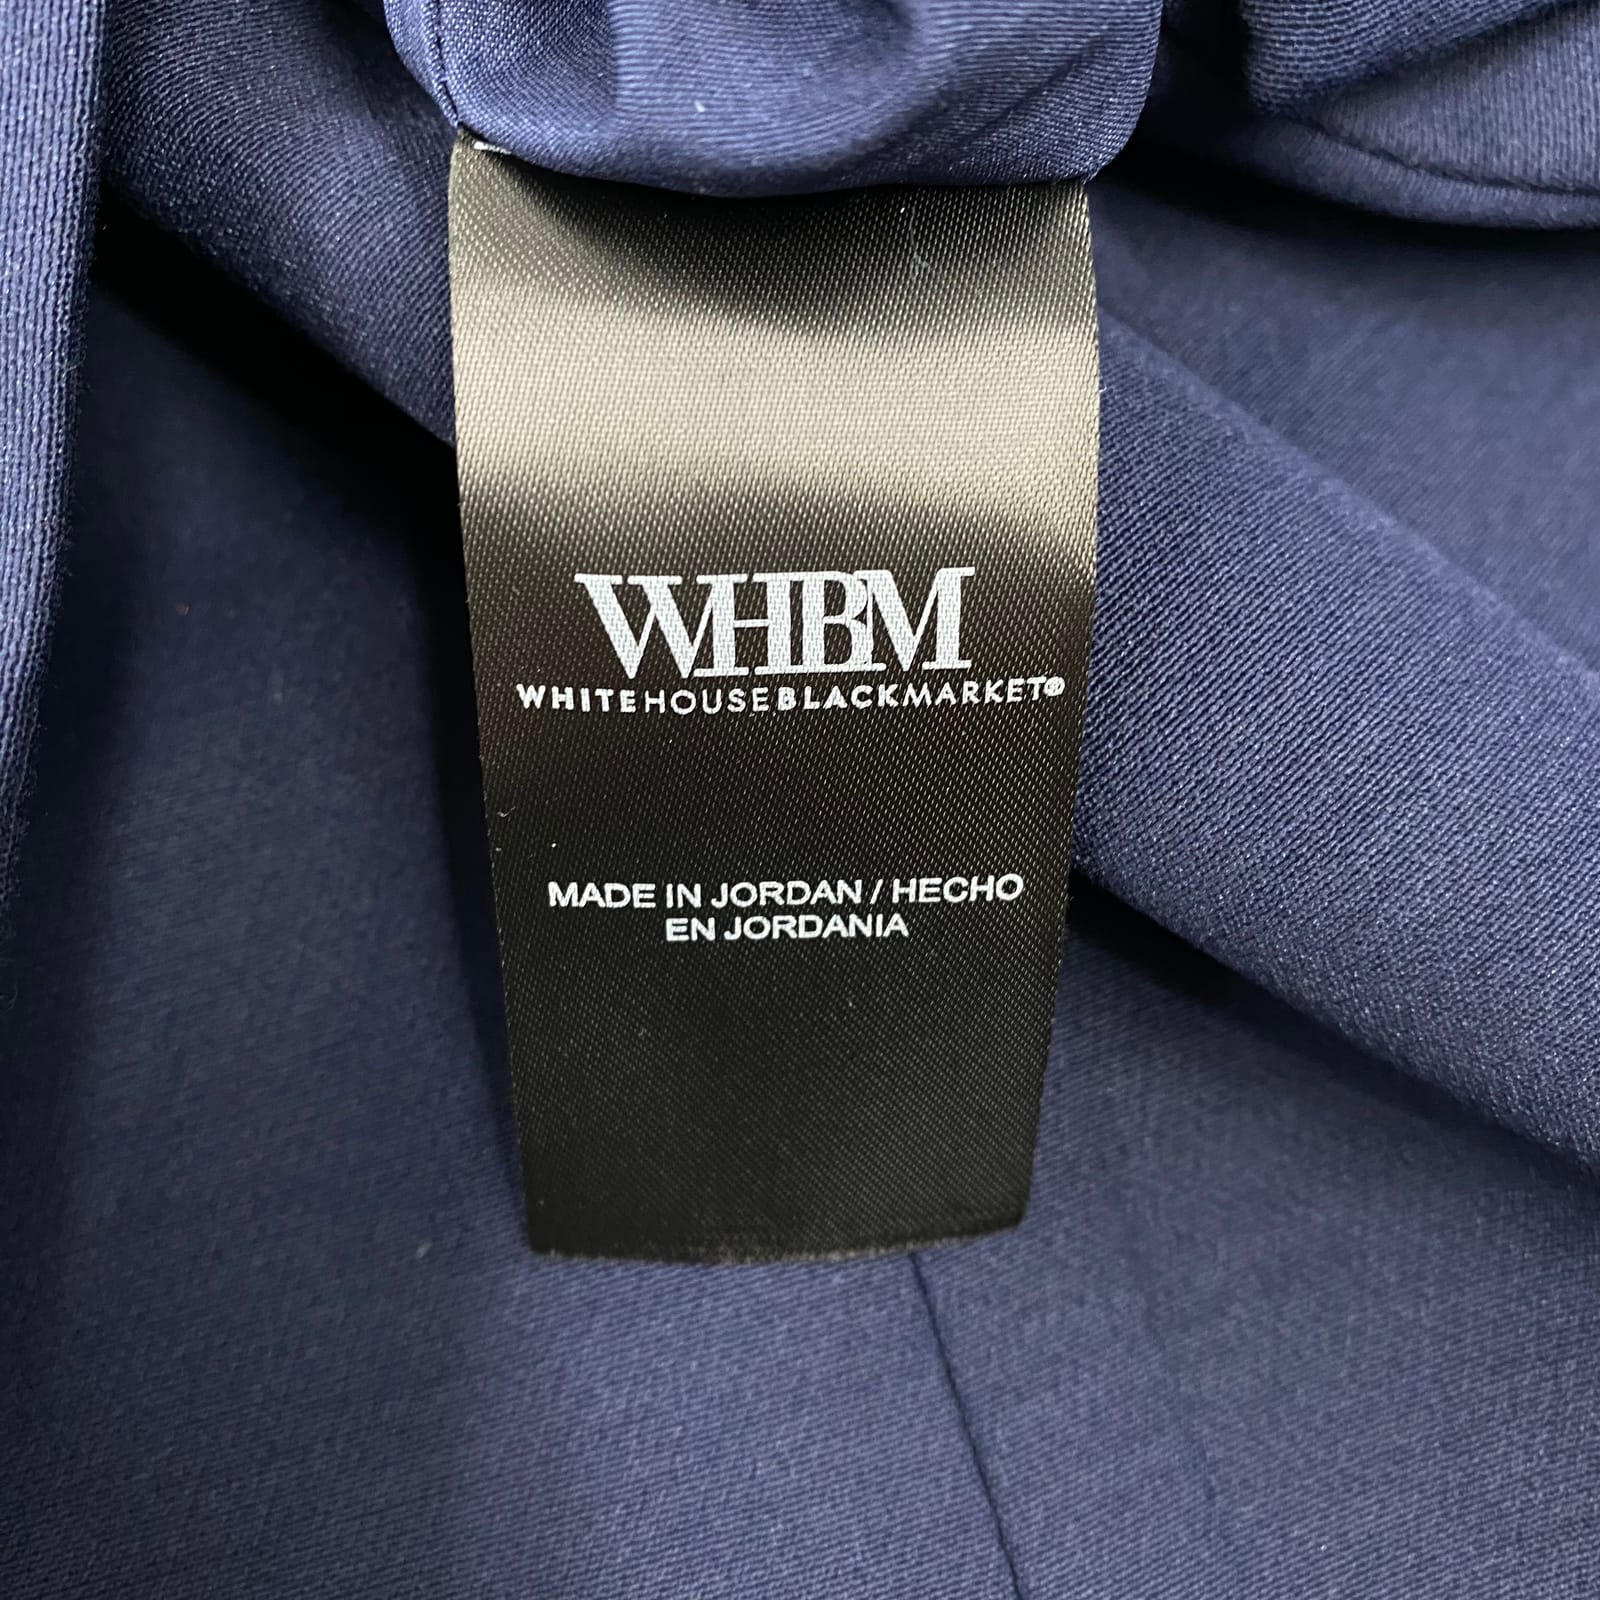 WHBM
WHITEHOUSEBLACKMARKET®
MADE IN JORDAN / HECHO
EN JORDANIA